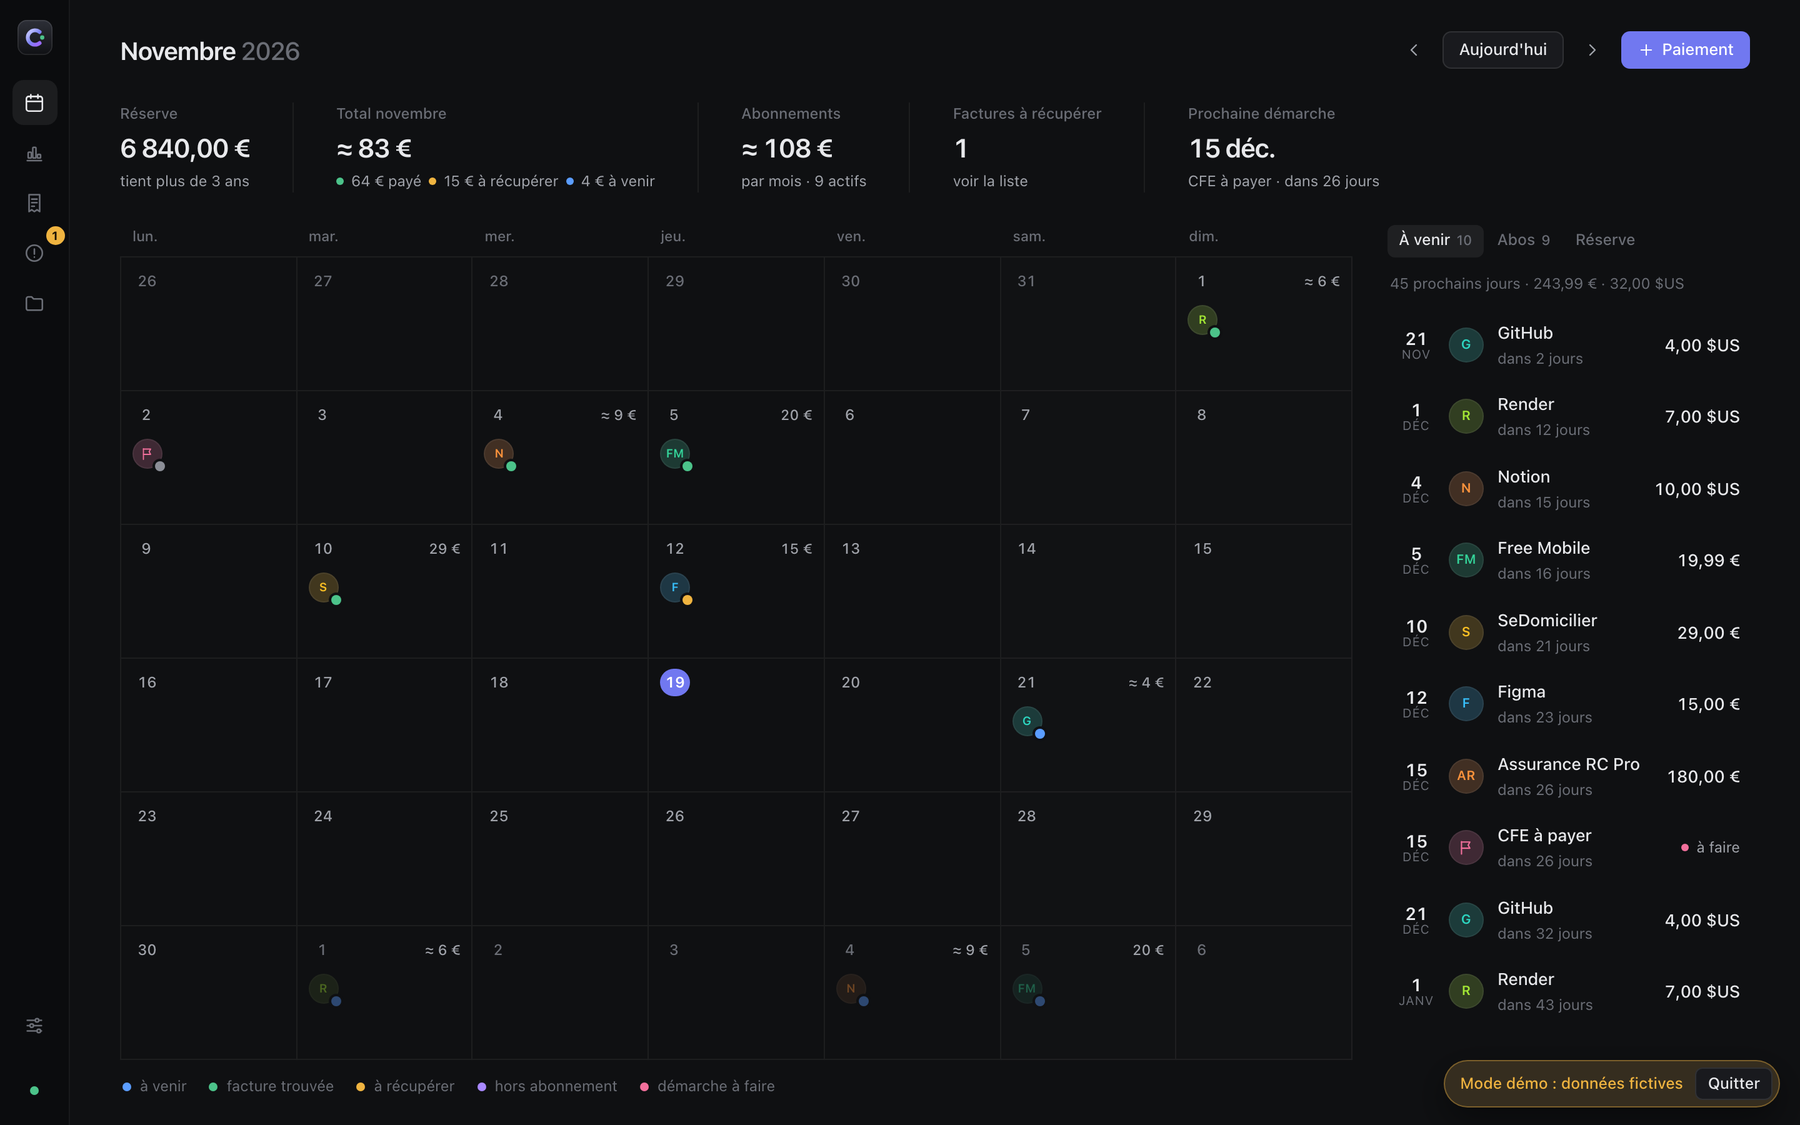 Novembre 2026
Aujourd'hui
+ Paiement
Réserve
6 840,00 €
tient plus de 3 ans
Total novembre
≈ 83 €
64 € payé 15 € à récupérer 4 € à venir
Abonnements
≈ 108 €
par mois · 9 actifs
Factures à récupérer
1
voir la liste
Prochaine démarche
15 déc.
CFE à payer · dans 26 jours
1
lun. mar. mer. jeu. ven. sam. dim.
26 27 28 29 30 31 1 ≈ 6 €
R
2 3 4 ≈ 9 € 5 20 € 6 7 8
N FM
9 10 29 € 11 12 15 € 13 14 15
S F
16 17 18 19 20 21 ≈ 4 € 22
G
23 24 25 26 27 28 29
30 1 ≈ 6 € 2 3 4 ≈ 9 € 5 20 € 6
R N FM
à venir facture trouvée à récupérer hors abonnement démarche à faire
À venir 10 Abos 9 Réserve
45 prochains jours · 243,99 € · 32,00 $US
21 NOV G GitHub 4,00 $US
dans 2 jours
1 DÉC R Render 7,00 $US
dans 12 jours
4 DÉC N Notion 10,00 $US
dans 15 jours
5 DÉC FM Free Mobile 19,99 €
dans 16 jours
10 DÉC S SeDomicilier 29,00 €
dans 21 jours
12 DÉC F Figma 15,00 €
dans 23 jours
15 DÉC AR Assurance RC Pro 180,00 €
dans 26 jours
15 DÉC CFE à payer à faire
dans 26 jours
21 DÉC G GitHub 4,00 $US
dans 32 jours
1 JANV R Render 7,00 $US
dans 43 jours
Mode démo : données fictives Quitter